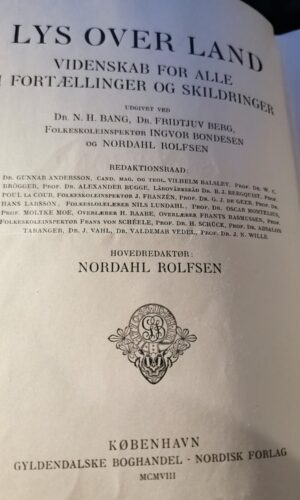 LYS OVER LAND
VIDENSKAB FOR ALLE
I FORTÆLLINGER OG SKILDRINGER
UDGIVET VED
DR. N. H. BANG, DR. FRIDTJUV BERG,
FOLKESKOLEINSPEKTØR INGVOR BONDESEN
OG NORDAHL ROLFSEN
REDAKTIONSRAAD:
DR. GUNNAR ANDERSSON, CAND. MAG. OG TEOL. VILHELM BALSLEV, PROF. DR. W. C.
BRÖGGER, PROF. DR. ALEXANDER BUGGE, LÄROVERKSRÅD DR. B. J. BERGQUIST, PROF.
POUL LA COUR, FOLKESKOLEINSPEKTØR J. FRANZÉN, PROF. DR. G. J. DE GEER, PROF. DR.
HANS LARSSON, FOLKESKOLELÆRER NILS LUNDAHL, PROF. DR. OSCAR MONTELIUS,
PROF. MOLTKE MOE, OVERLÆRER H. RAABE, OVERLÆRER FRANTS RASMUSSEN, PROF.
FOLKESKOLEINSPEKTØR FRANS VON SCHÉELE, PROF. DR. H. SCHÜCK, PROF. DR. ABSALON
TARANGER, DR. J. VAHL, DR. VALDEMAR VEDEL, PROF. DR. J. N. WILLE.
HOVEDREDAKTØR:
NORDAHL ROLFSEN
KØBENHAVN
GYLDENDALSKE BOGHANDEL - NORDISK FORLAG
MCMVIII